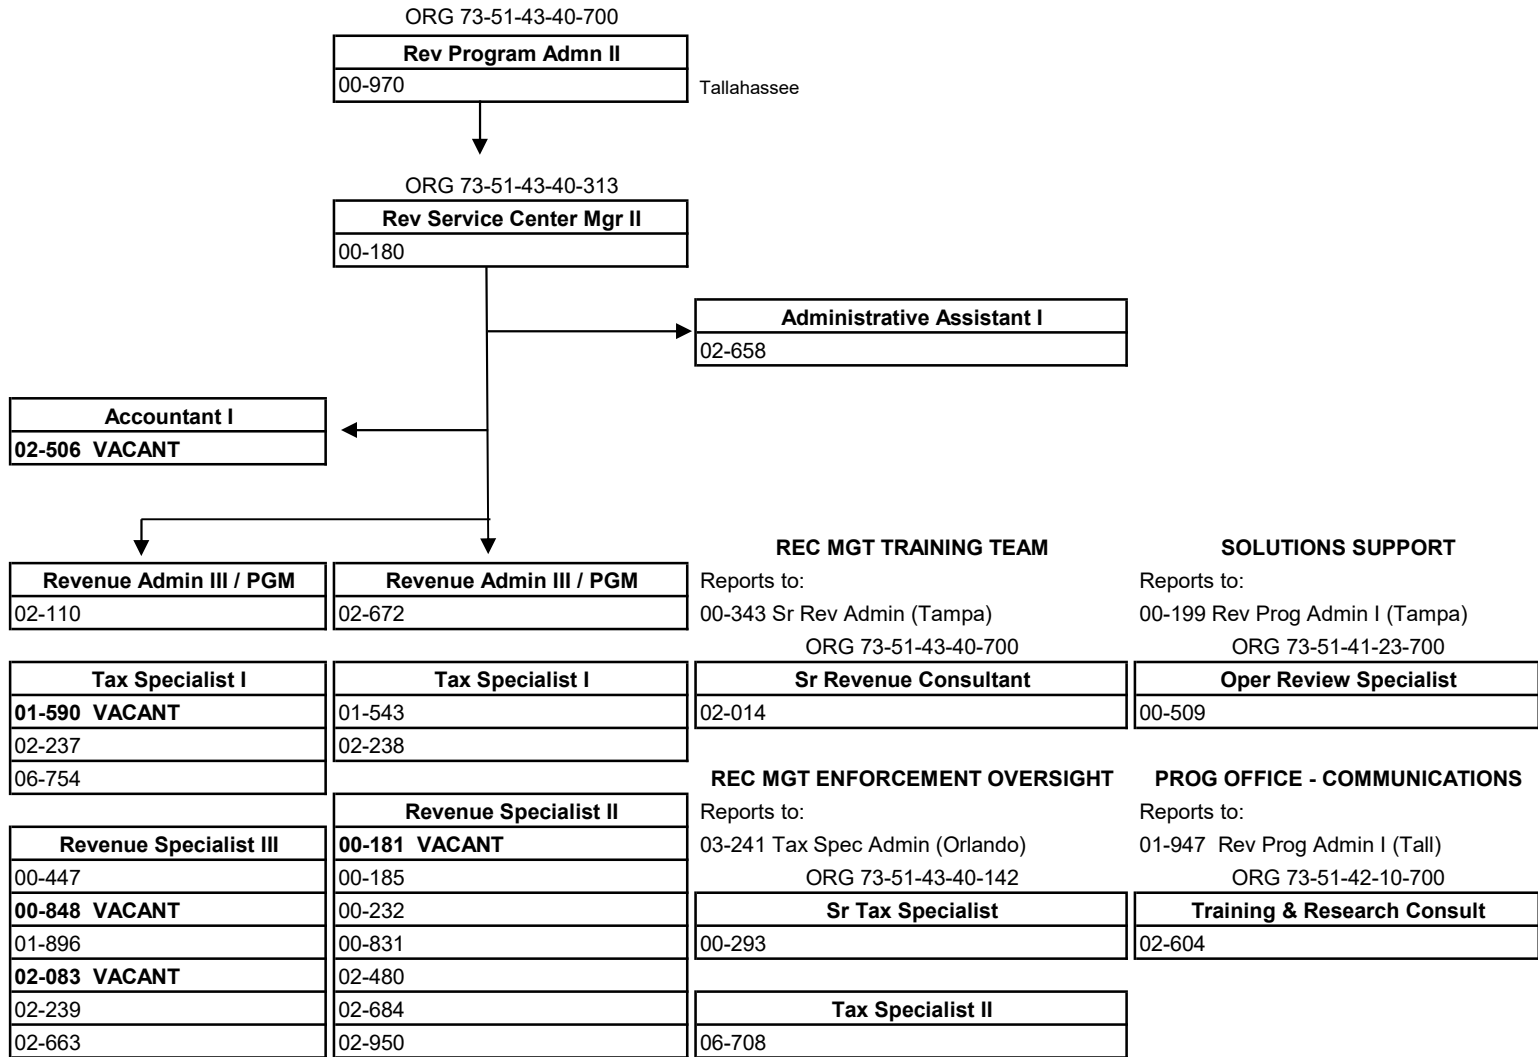 ORG 73-51-43-40-700
Rev Program Admn II
00-970
Tallahassee
ORG 73-51-43-40-313
Rev Service Center Mgr II
00-180
Administrative Assistant I
02-658
Accountant I
02-506 VACANT
Revenue Admin III / PGM
02-110
Tax Specialist I
01-590 VACANT
02-237
06-754
Revenue Specialist III
00-447
00-848 VACANT
01-896
02-083 VACANT
02-239
02-663
Revenue Admin III / PGM
02-672
Tax Specialist I
01-543
02-238
Revenue Specialist II
00-181 VACANT
00-185
00-232
00-831
02-480
02-684
02-950
REC MGT TRAINING TEAM
Reports to:
00-343 Sr Rev Admin (Tampa)
ORG 73-51-43-40-700
Sr Revenue Consultant
02-014
REC MGT ENFORCEMENT OVERSIGHT
Reports to:
03-241 Tax Spec Admin (Orlando)
ORG 73-51-43-40-142
Sr Tax Specialist
00-293
Tax Specialist II
06-708
SOLUTIONS SUPPORT
Reports to:
00-199 Rev Prog Admin I (Tampa)
ORG 73-51-41-23-700
Oper Review Specialist
00-509
PROG OFFICE - COMMUNICATIONS
Reports to:
01-947 Rev Prog Admin I (Tall)
ORG 73-51-42-10-700
Training & Research Consult
02-604